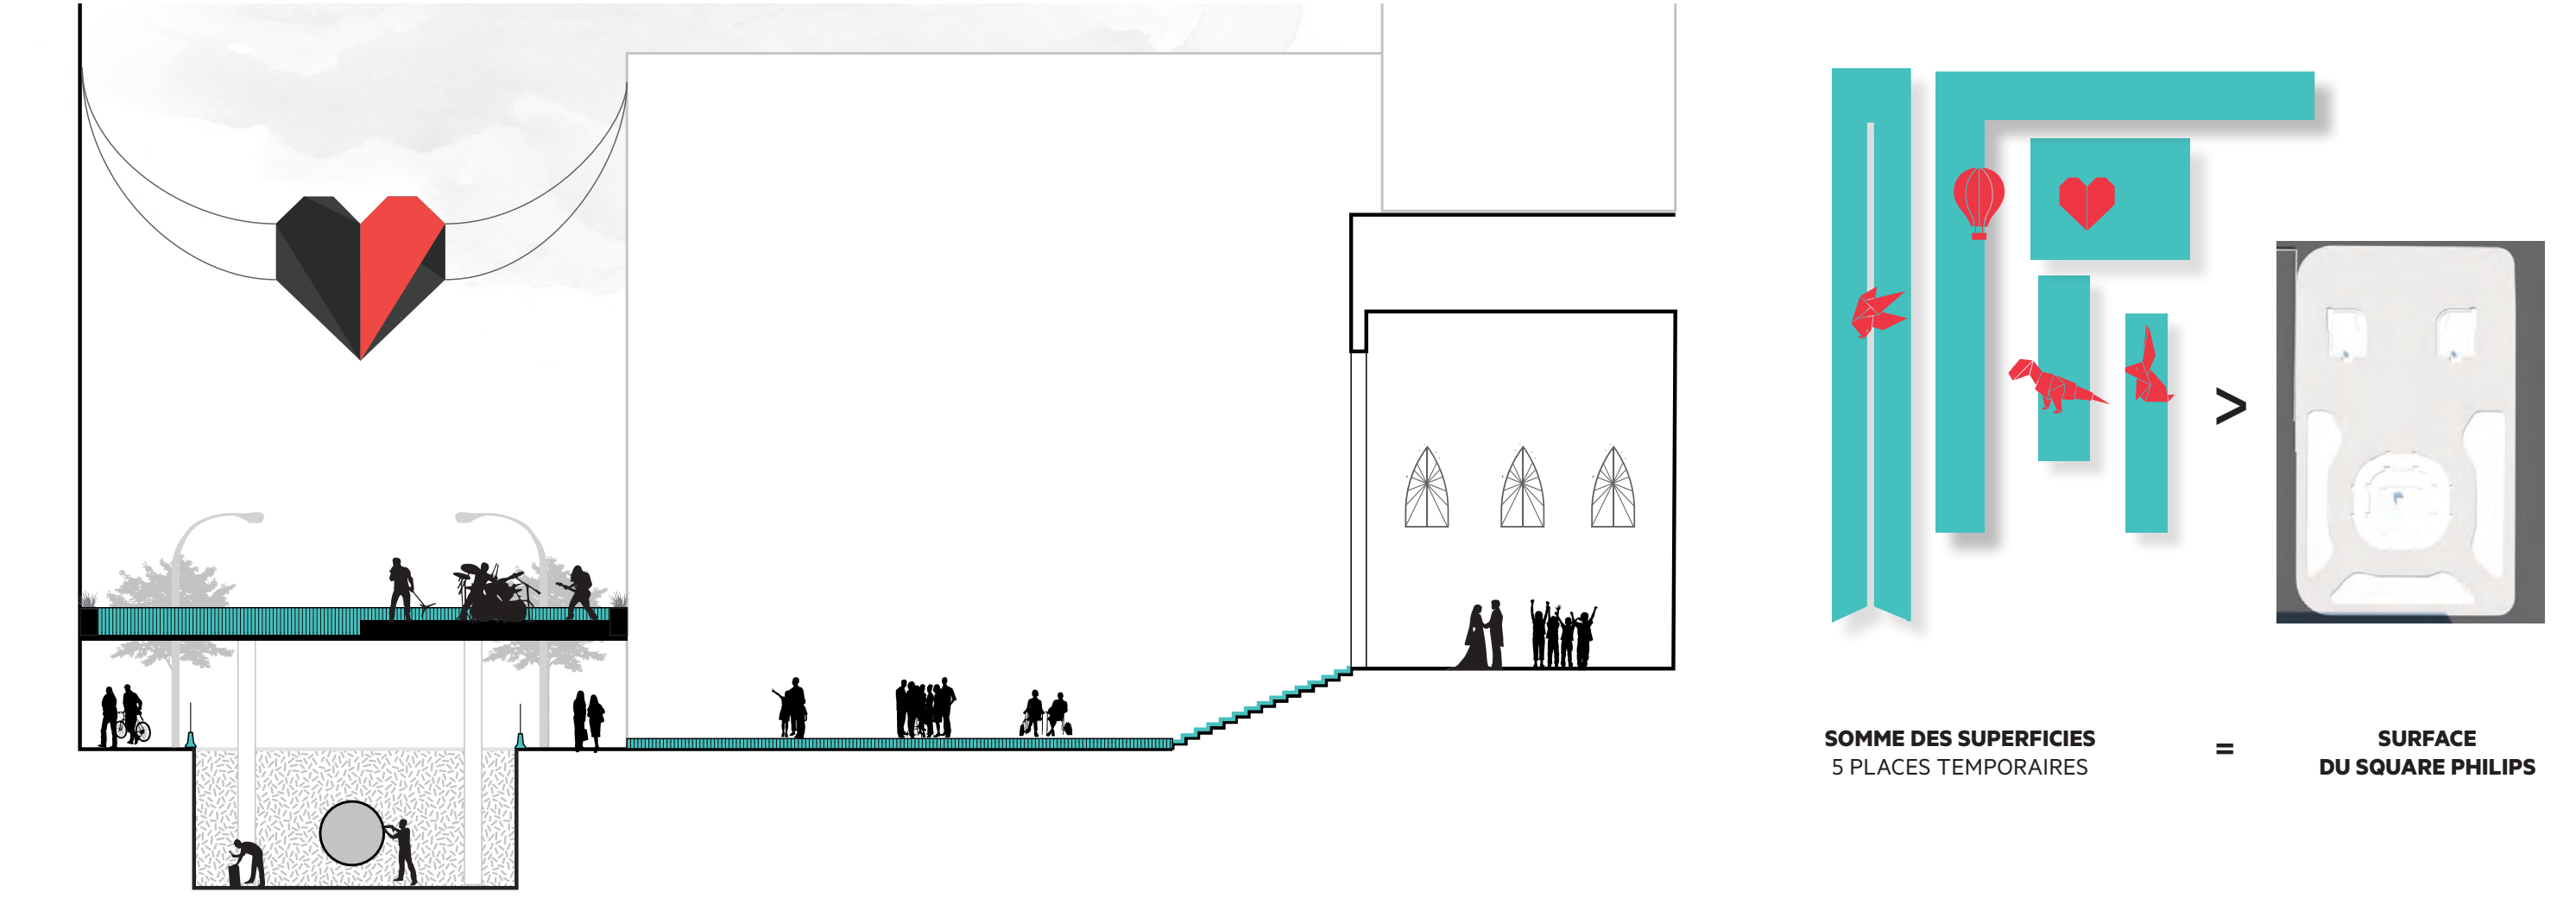 >
SOMME DES SUPERFICIES
5 PLACES TEMPORAIRES
=
SURFACE
DU SQUARE PHILIPS